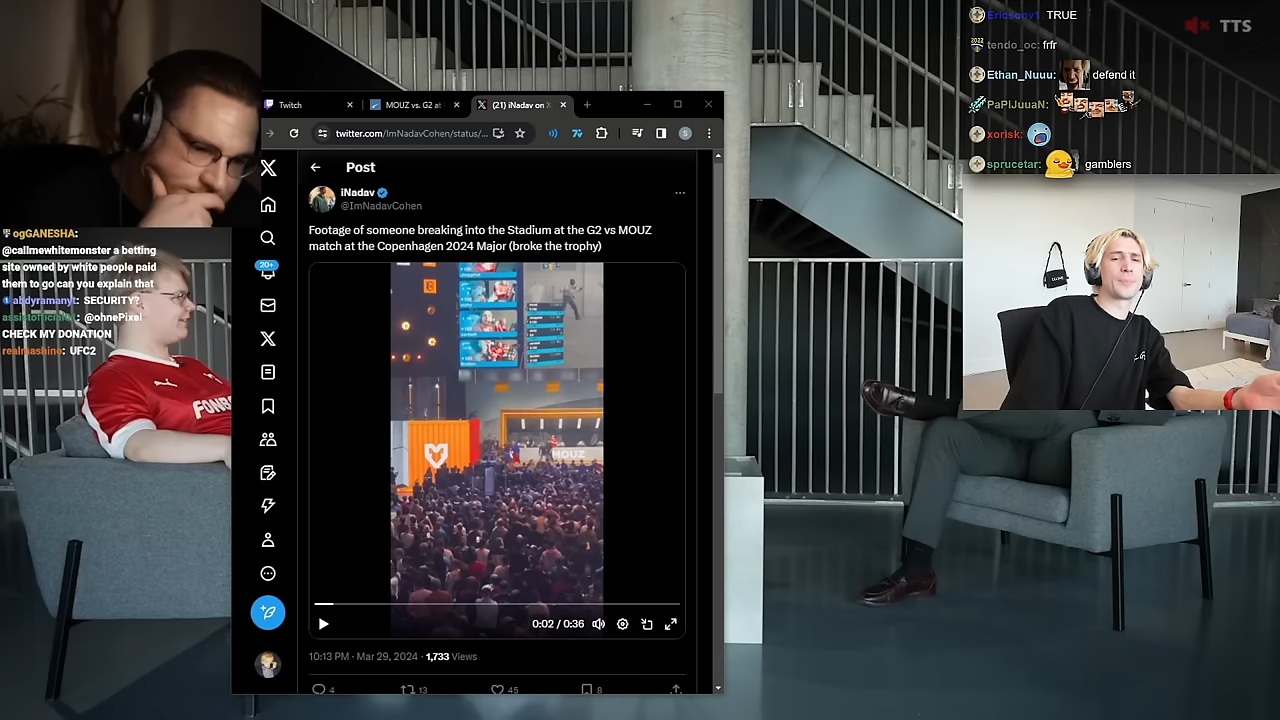 Ericsonv1: TRUE
TTS
tendo_oc: frfr
Ethan_Nuuu: defend it
PaPiJuuaN:
xorisk:
sprucetar: gamblers
Twitch
MOUZ vs. G2 at
(21) iNadav on X
twitter.com/ImNadavCohen/status/...
S
Post
iNadav
@ImNadavCohen
Footage of someone breaking into the Stadium at the G2 vs MOUZ
match at the Copenhagen 2024 Major (broke the trophy)
20+
MOUZ
0:02 / 0:36
10:13 PM · Mar 29, 2024 · 1,733 Views
4
13
45
8
ogGANESHA:
@callmewhitemonster a betting
site owned by white people paid
them to go can you explain that
SECURITY?
@ohnePixel
CHECK MY DONATION
realmashino: UFC2
FONB